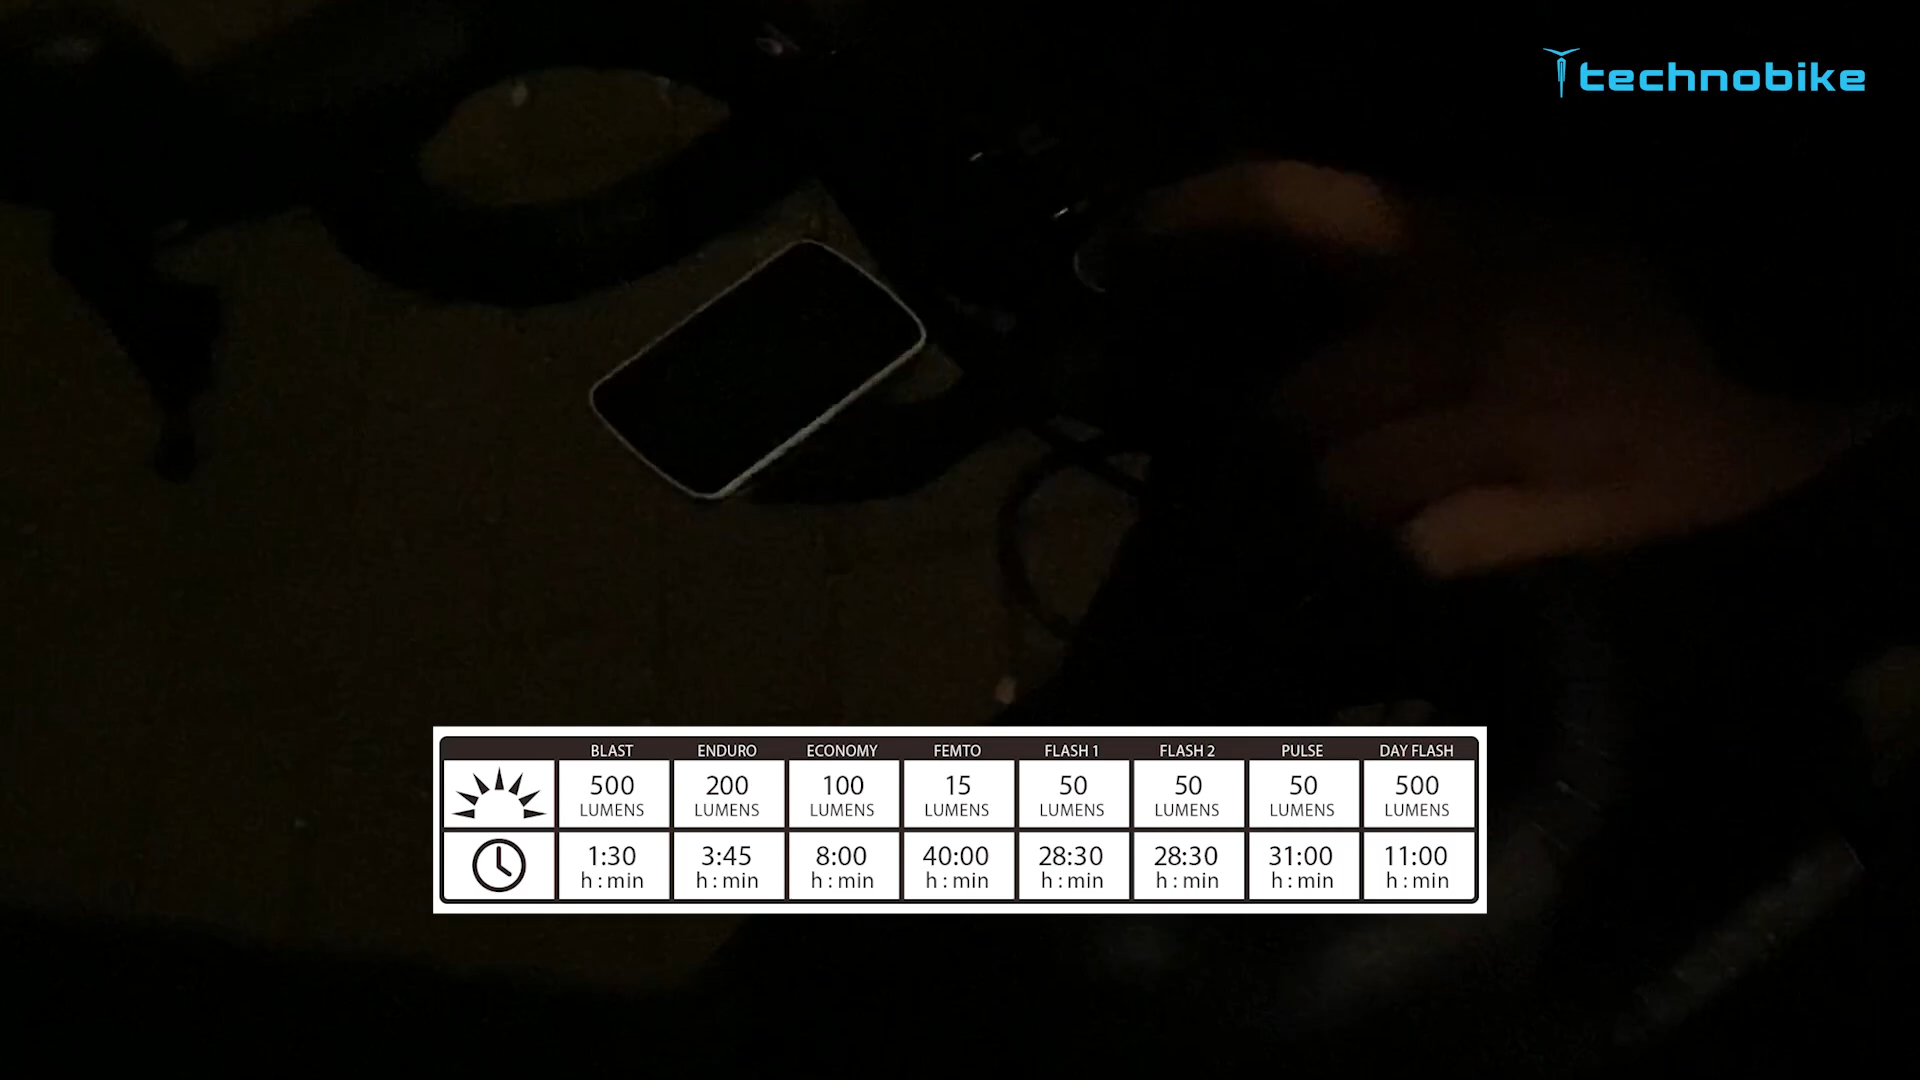 technobike
BLAST ENDURO ECONOMY FEMTO FLASH 1 FLASH 2 PULSE DAY FLASH
500 200 100 15 50 50 50 500
LUMENS LUMENS LUMENS LUMENS LUMENS LUMENS LUMENS LUMENS
1:30 3:45 8:00 40:00 28:30 28:30 31:00 11:00
h : min h : min h : min h : min h : min h : min h : min h : min